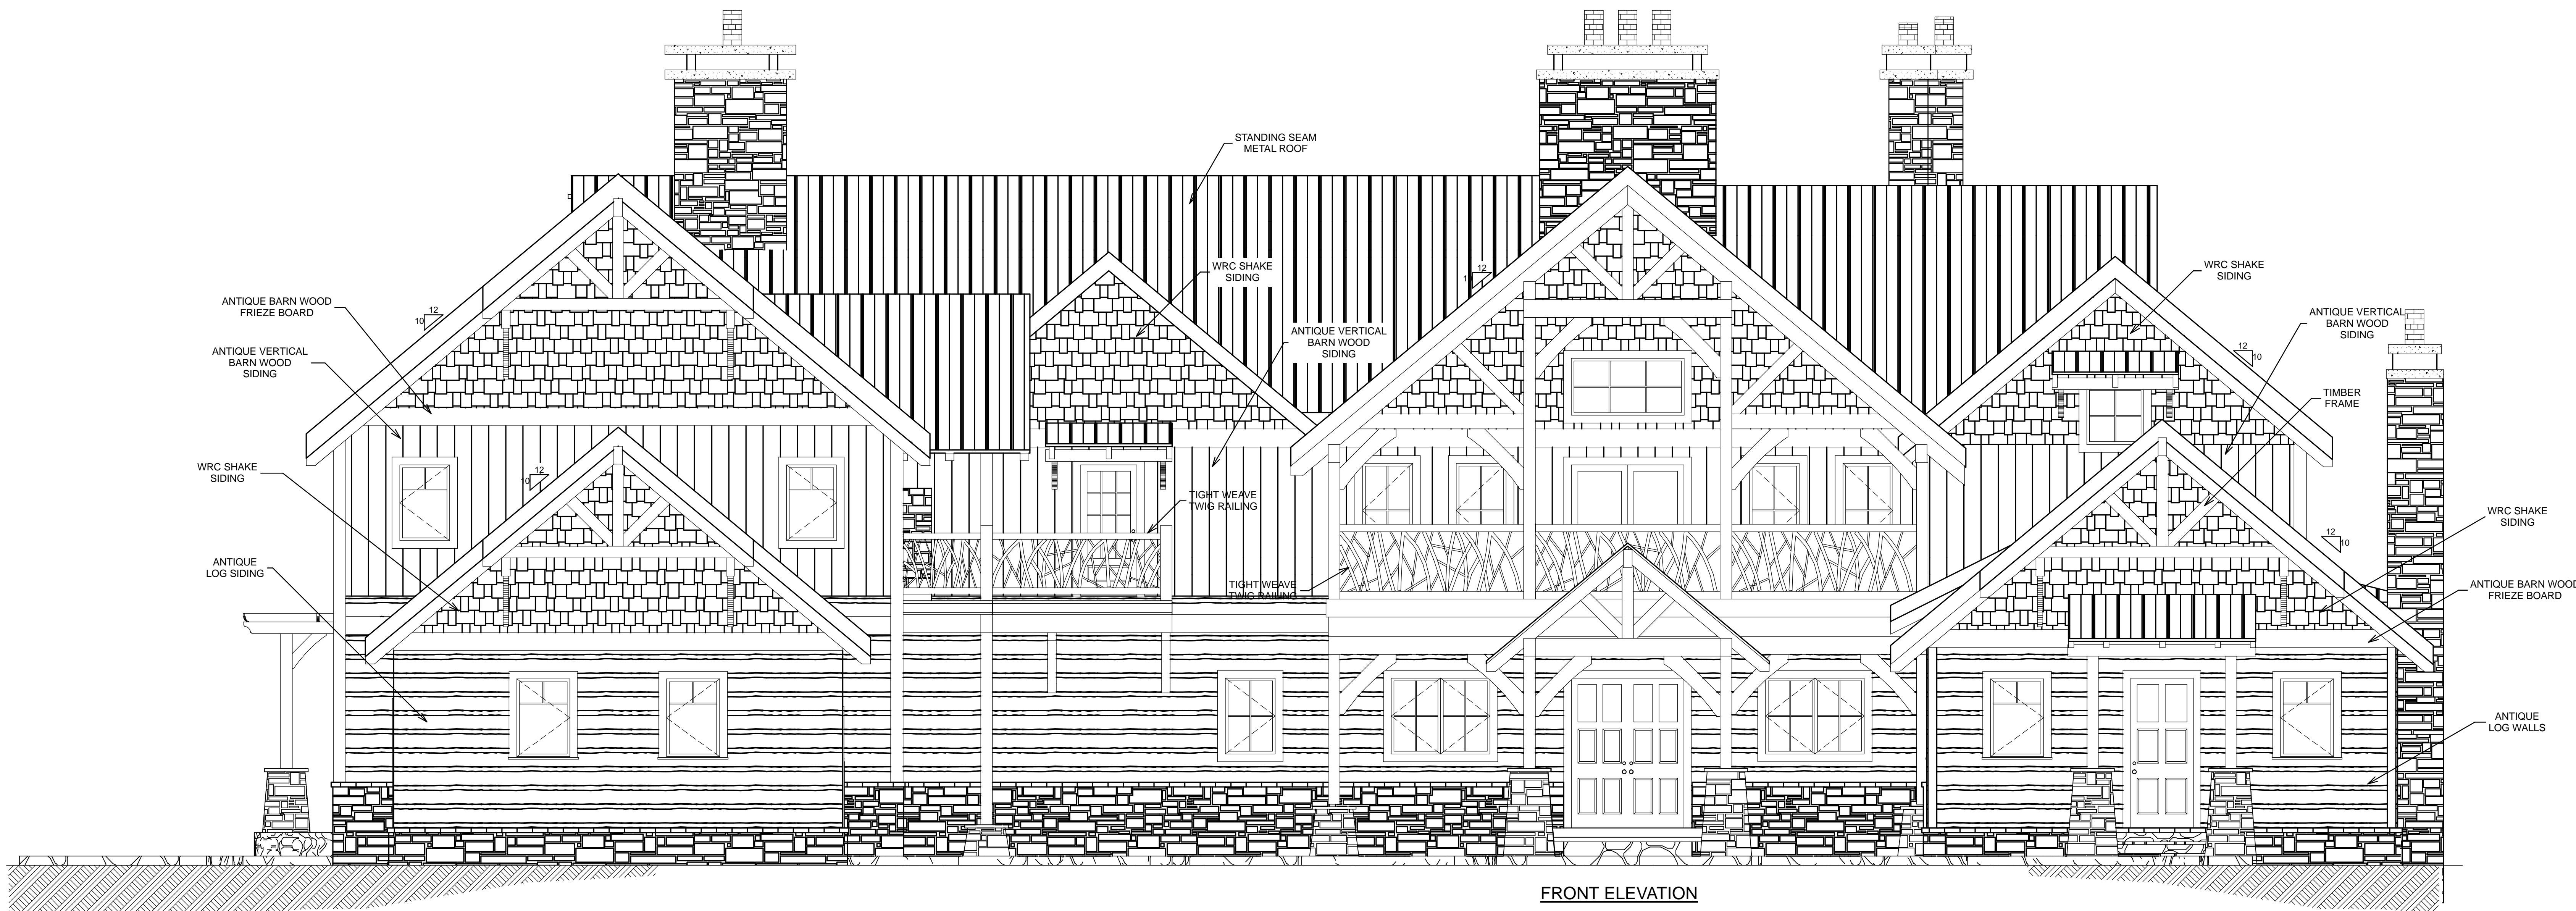 STANDING SEAM
METAL ROOF
WRC SHAKE
SIDING
WRC SHAKE
SIDING
12
12
10
ANTIQUE BARN WOOD
FRIEZE BOARD
12
10
ANTIQUE VERTICAL
BARN WOOD
SIDING
ANTIQUE VERTICAL
BARN WOOD
SIDING
ANTIQUE VERTICAL
BARN WOOD
SIDING
12
10
TIMBER
FRAME
WRC SHAKE
SIDING
12
10
TIGHT WEAVE
TWIG RAILING
WRC SHAKE
SIDING
12
10
ANTIQUE
LOG SIDING
TIGHT WEAVE
TWIG RAILING
ANTIQUE BARN WOOD
FRIEZE BOARD
ANTIQUE
LOG WALLS
FRONT ELEVATION